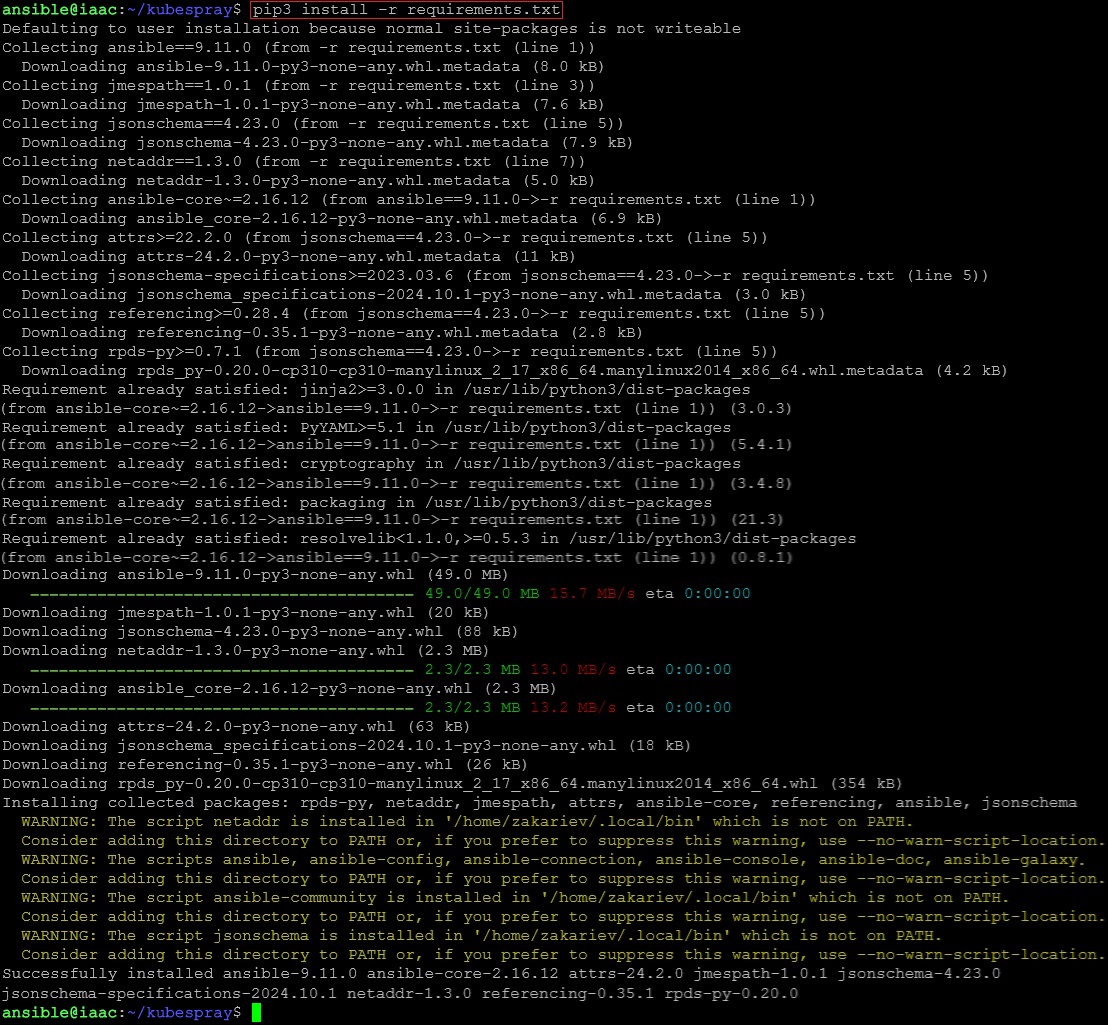 ansible@iaac:~/kubespray$ pip3 install -r requirements.txt
Defaulting to user installation because normal site-packages is not writeable
Collecting ansible==9.11.0 (from -r requirements.txt (line 1))
  Downloading ansible-9.11.0-py3-none-any.whl.metadata (8.0 kB)
Collecting jmespath==1.0.1 (from -r requirements.txt (line 3))
  Downloading jmespath-1.0.1-py3-none-any.whl.metadata (7.6 kB)
Collecting jsonschema==4.23.0 (from -r requirements.txt (line 5))
  Downloading jsonschema-4.23.0-py3-none-any.whl.metadata (7.9 kB)
Collecting netaddr==1.3.0 (from -r requirements.txt (line 7))
  Downloading netaddr-1.3.0-py3-none-any.whl.metadata (5.0 kB)
Collecting ansible-core~=2.16.12 (from ansible==9.11.0->-r requirements.txt (line 1))
  Downloading ansible_core-2.16.12-py3-none-any.whl.metadata (6.9 kB)
Collecting attrs>=22.2.0 (from jsonschema==4.23.0->-r requirements.txt (line 5))
  Downloading attrs-24.2.0-py3-none-any.whl.metadata (11 kB)
Collecting jsonschema-specifications>=2023.03.6 (from jsonschema==4.23.0->-r requirements.txt (line 5))
  Downloading jsonschema_specifications-2024.10.1-py3-none-any.whl.metadata (3.0 kB)
Collecting referencing>=0.28.4 (from jsonschema==4.23.0->-r requirements.txt (line 5))
  Downloading referencing-0.35.1-py3-none-any.whl.metadata (2.8 kB)
Collecting rpds-py>=0.7.1 (from jsonschema==4.23.0->-r requirements.txt (line 5))
  Downloading rpds_py-0.20.0-cp310-cp310-manylinux_2_17_x86_64.manylinux2014_x86_64.whl.metadata (4.2 kB)
Requirement already satisfied: jinja2>=3.0.0 in /usr/lib/python3/dist-packages
(from ansible-core~=2.16.12->ansible==9.11.0->-r requirements.txt (line 1)) (3.0.3)
Requirement already satisfied: PyYAML>=5.1 in /usr/lib/python3/dist-packages
(from ansible-core~=2.16.12->ansible==9.11.0->-r requirements.txt (line 1)) (5.4.1)
Requirement already satisfied: cryptography in /usr/lib/python3/dist-packages
(from ansible-core~=2.16.12->ansible==9.11.0->-r requirements.txt (line 1)) (3.4.8)
Requirement already satisfied: packaging in /usr/lib/python3/dist-packages
(from ansible-core~=2.16.12->ansible==9.11.0->-r requirements.txt (line 1)) (21.3)
Requirement already satisfied: resolvelib<1.1.0,>=0.5.3 in /usr/lib/python3/dist-packages
(from ansible-core~=2.16.12->ansible==9.11.0->-r requirements.txt (line 1)) (0.8.1)
Downloading ansible-9.11.0-py3-none-any.whl (49.0 MB)
   ---------------------------------------- 49.0/49.0 MB 15.7 MB/s eta 0:00:00
Downloading jmespath-1.0.1-py3-none-any.whl (20 kB)
Downloading jsonschema-4.23.0-py3-none-any.whl (88 kB)
Downloading netaddr-1.3.0-py3-none-any.whl (2.3 MB)
   ---------------------------------------- 2.3/2.3 MB 13.0 MB/s eta 0:00:00
Downloading ansible_core-2.16.12-py3-none-any.whl (2.3 MB)
   ---------------------------------------- 2.3/2.3 MB 13.2 MB/s eta 0:00:00
Downloading attrs-24.2.0-py3-none-any.whl (63 kB)
Downloading jsonschema_specifications-2024.10.1-py3-none-any.whl (18 kB)
Downloading referencing-0.35.1-py3-none-any.whl (26 kB)
Downloading rpds_py-0.20.0-cp310-cp310-manylinux_2_17_x86_64.manylinux2014_x86_64.whl (354 kB)
Installing collected packages: rpds-py, netaddr, jmespath, attrs, ansible-core, referencing, ansible, jsonschema
  WARNING: The script netaddr is installed in '/home/zakariev/.local/bin' which is not on PATH.
  Consider adding this directory to PATH or, if you prefer to suppress this warning, use --no-warn-script-location.
  WARNING: The scripts ansible, ansible-config, ansible-connection, ansible-console, ansible-doc, ansible-galaxy.
  Consider adding this directory to PATH or, if you prefer to suppress this warning, use --no-warn-script-location.
  WARNING: The script ansible-community is installed in '/home/zakariev/.local/bin' which is not on PATH.
  Consider adding this directory to PATH or, if you prefer to suppress this warning, use --no-warn-script-location.
  WARNING: The script jsonschema is installed in '/home/zakariev/.local/bin' which is not on PATH.
  Consider adding this directory to PATH or, if you prefer to suppress this warning, use --no-warn-script-location.
Successfully installed ansible-9.11.0 ansible-core-2.16.12 attrs-24.2.0 jmespath-1.0.1 jsonschema-4.23.0
jsonschema-specifications-2024.10.1 netaddr-1.3.0 referencing-0.35.1 rpds-py-0.20.0
ansible@iaac:~/kubespray$